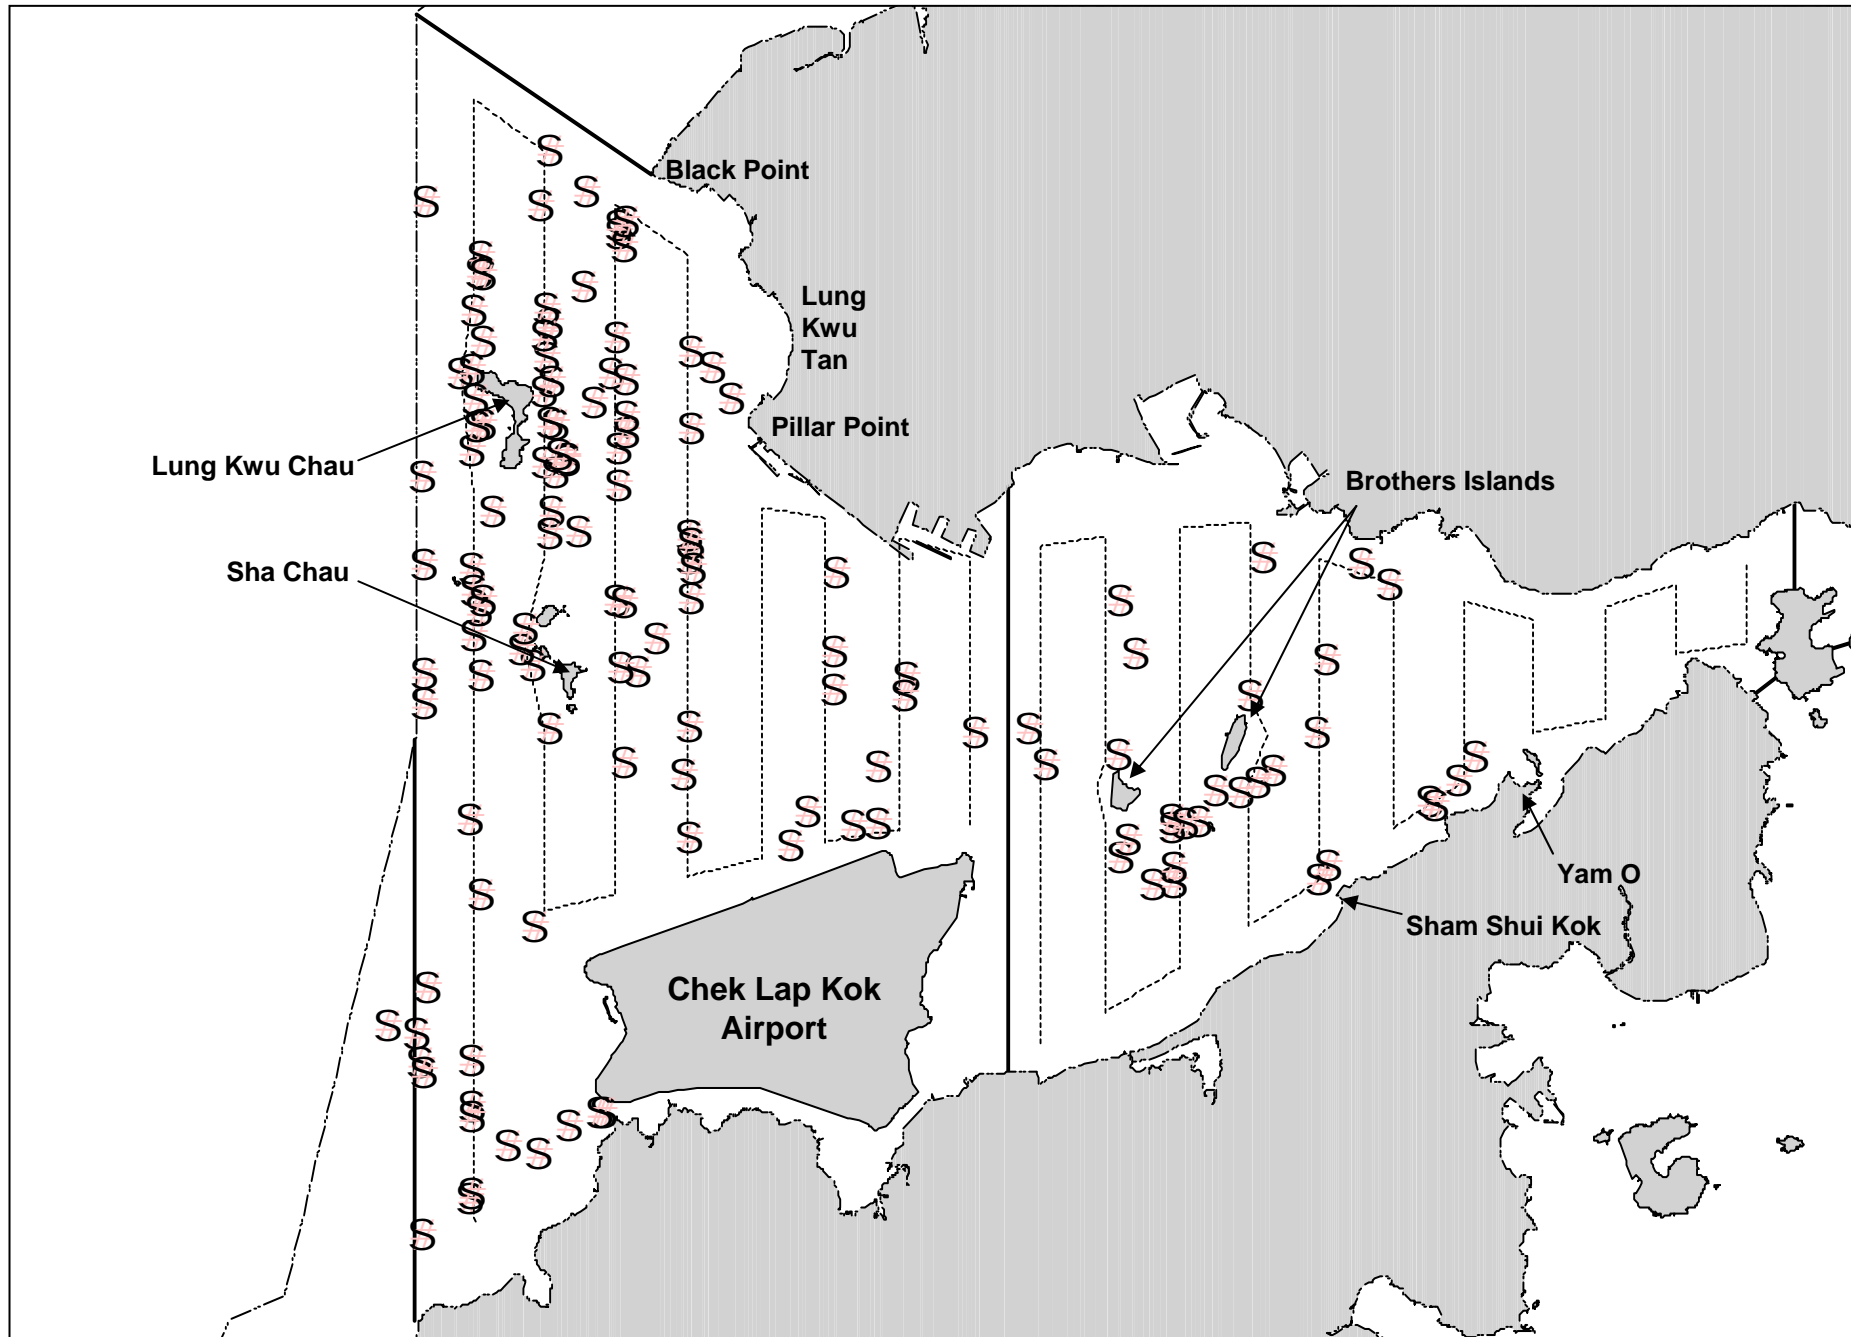 Black Point
Lung
Kwu
Tan
Pillar Point
Lung Kwu Chau
Brothers Islands
Sha Chau
Yam O
Sham Shui Kok
Chek Lap Kok
Airport